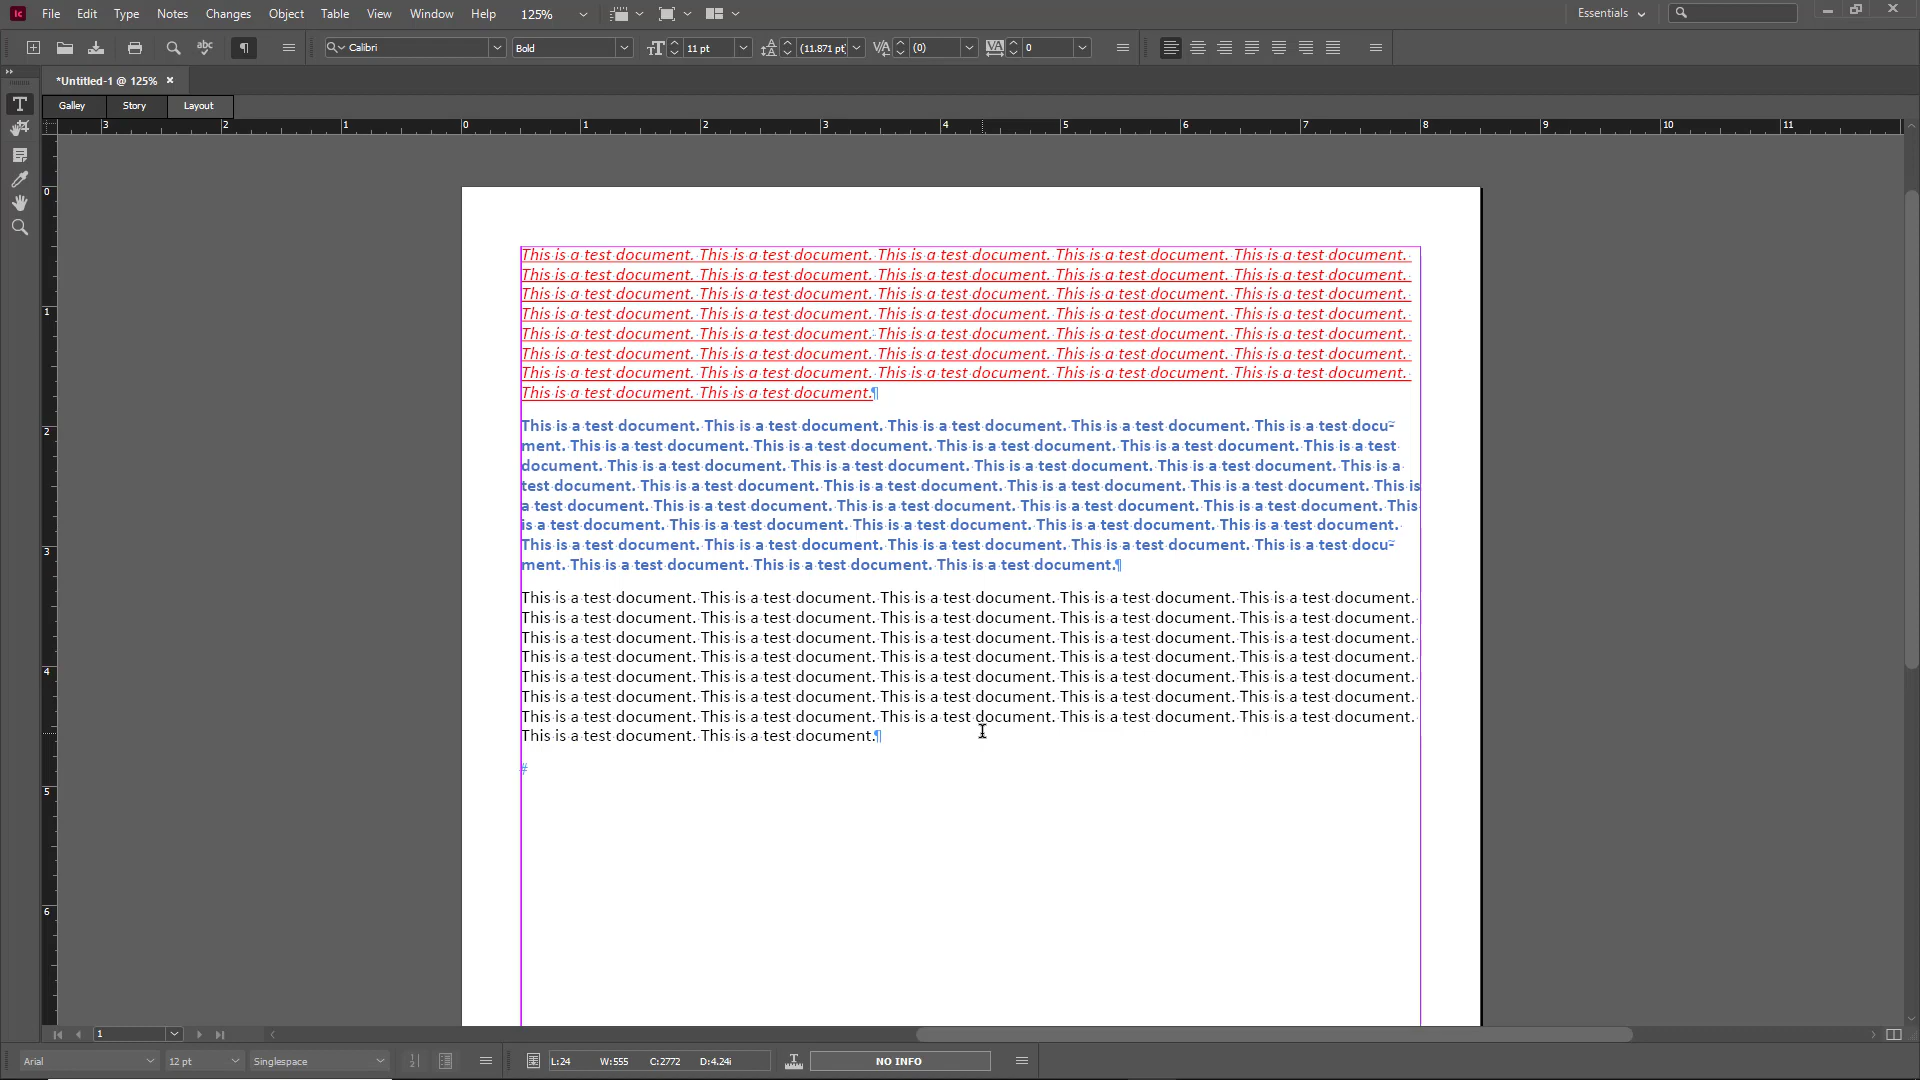 Ic File Edit Type Notes Changes Object Table View Window Help 125% Essentials
abc ¶ Calibri Bold 11 pt (11.871 pt) (0) 0
*Untitled-1 @ 125% ×
Galley Story Layout
3 2 1 0 1 2 3 4 5 6 7 8 9 10 11
0
This is a test document. This is a test document. This is a test document. This is a test document. This is a test document.
This is a test document. This is a test document. This is a test document. This is a test document. This is a test document.
This is a test document. This is a test document. This is a test document. This is a test document. This is a test document.
1
This is a test document. This is a test document. This is a test document. This is a test document. This is a test document.
This is a test document. This is a test document. This is a test document. This is a test document. This is a test document.
This is a test document. This is a test document. This is a test document. This is a test document. This is a test document.
This is a test document. This is a test document. This is a test document. This is a test document. This is a test document.
This is a test document. This is a test document.¶
2
This is a test document. This is a test document. This is a test document. This is a test document. This is a test docu-
ment. This is a test document. This is a test document. This is a test document. This is a test document. This is a test
document. This is a test document. This is a test document. This is a test document. This is a test document. This is a
test document. This is a test document. This is a test document. This is a test document. This is a test document. This is
a test document. This is a test document. This is a test document. This is a test document. This is a test document. This
is a test document. This is a test document. This is a test document. This is a test document. This is a test document.
3
This is a test document. This is a test document. This is a test document. This is a test document. This is a test docu-
ment. This is a test document. This is a test document. This is a test document.¶
This is a test document. This is a test document. This is a test document. This is a test document. This is a test document.
This is a test document. This is a test document. This is a test document. This is a test document. This is a test document.
This is a test document. This is a test document. This is a test document. This is a test document. This is a test document.
This is a test document. This is a test document. This is a test document. This is a test document. This is a test document.
4
This is a test document. This is a test document. This is a test document. This is a test document. This is a test document.
This is a test document. This is a test document. This is a test document. This is a test document. This is a test document.
This is a test document. This is a test document. This is a test document. This is a test document. This is a test document.
This is a test document. This is a test document.¶
#
5
6
1
Arial 12 pt Singlespace L:24 W:555 C:2772 D:4.24i NO INFO